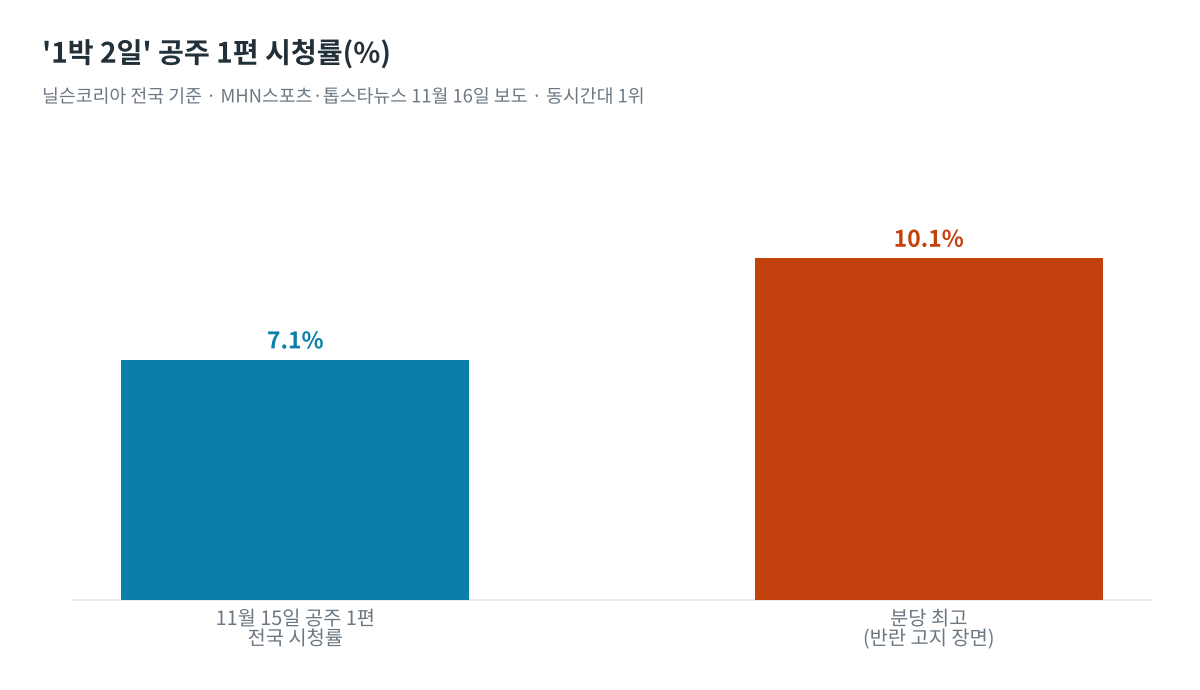 '1박 2일' 공주 1편 시청률(%)
닐슨코리아 전국 기준 · MHN스포츠·톱스타뉴스 11월 16일 보도 · 동시간대 1위
10.1%
7.1%
11월 15일 공주 1편
전국 시청률
분당 최고
(반란 고지 장면)